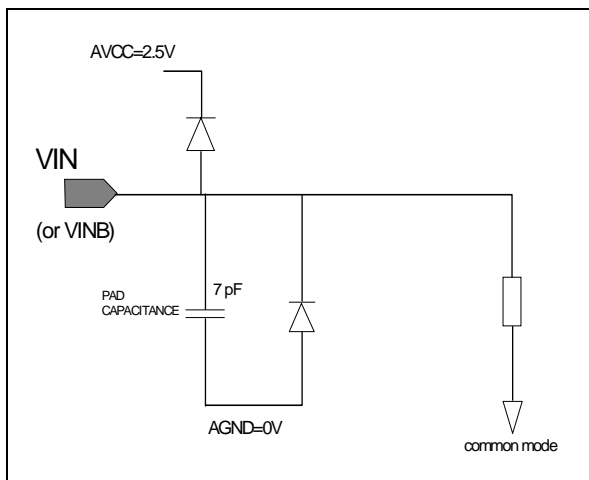 AVCC=2.5V
VIN
(or VINB)
7 pF
PAD
CAPACITANCE
AGND=0V
common mode